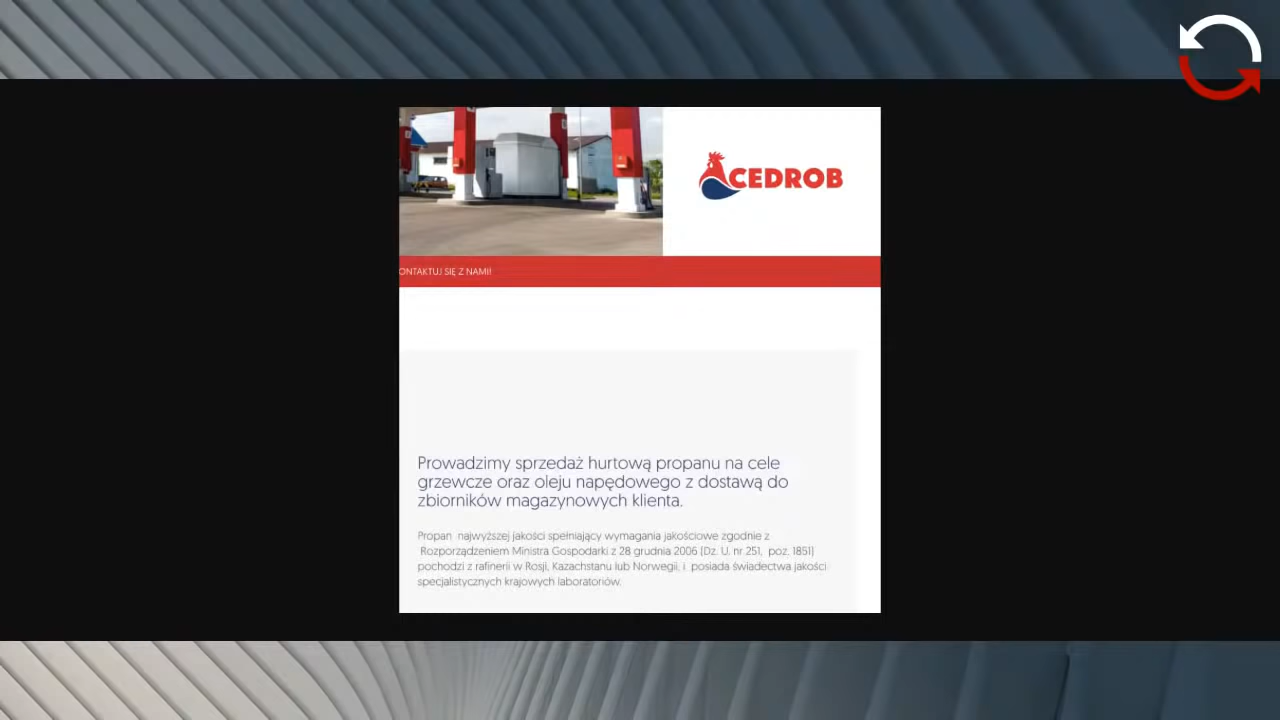 CEDROB
ONTAKTUJ SIĘ Z NAMI!
Prowadzimy sprzedaż hurtową propanu na cele
grzewcze oraz oleju napędowego z dostawą do
zbiorników magazynowych klienta.
Propan najwyższej jakości spełniający wymagania jakościowe zgodnie z
Rozporządzeniem Ministra Gospodarki z 28 grudnia 2006 (Dz. U. nr 251, poz. 1851)
pochodzi z rafinerii w Rosji, Kazachstanu lub Norwegii, i posiada świadectwa jakości
specjalistycznych krajowych laboratoriów.